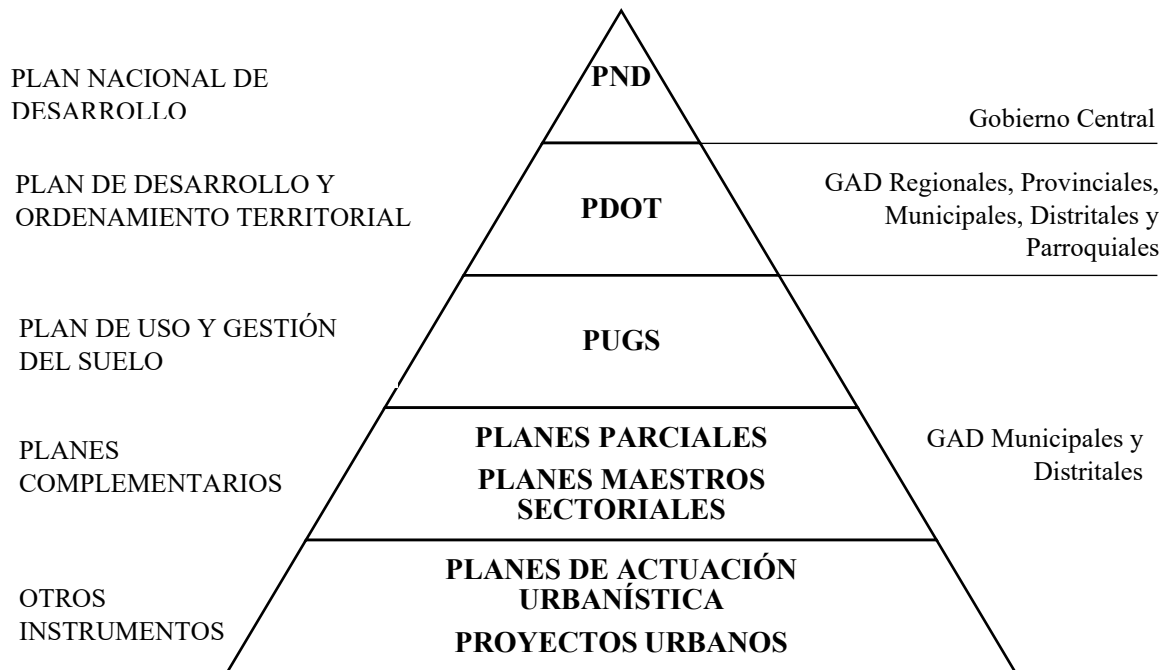 PLAN NACIONAL DE
DESARROLLO
PND
Gobierno Central
PLAN DE DESARROLLO Y
ORDENAMIENTO TERRITORIAL
PDOT
GAD Regionales, Provinciales,
Municipales, Distritales y
Parroquiales
PLAN DE USO Y GESTIÓN
DEL SUELO
PUGS
PLANES
COMPLEMENTARIOS
PLANES PARCIALES
PLANES MAESTROS
SECTORIALES
GAD Municipales y
Distritales
OTROS
INSTRUMENTOS
PLANES DE ACTUACIÓN
URBANÍSTICA
PROYECTOS URBANOS